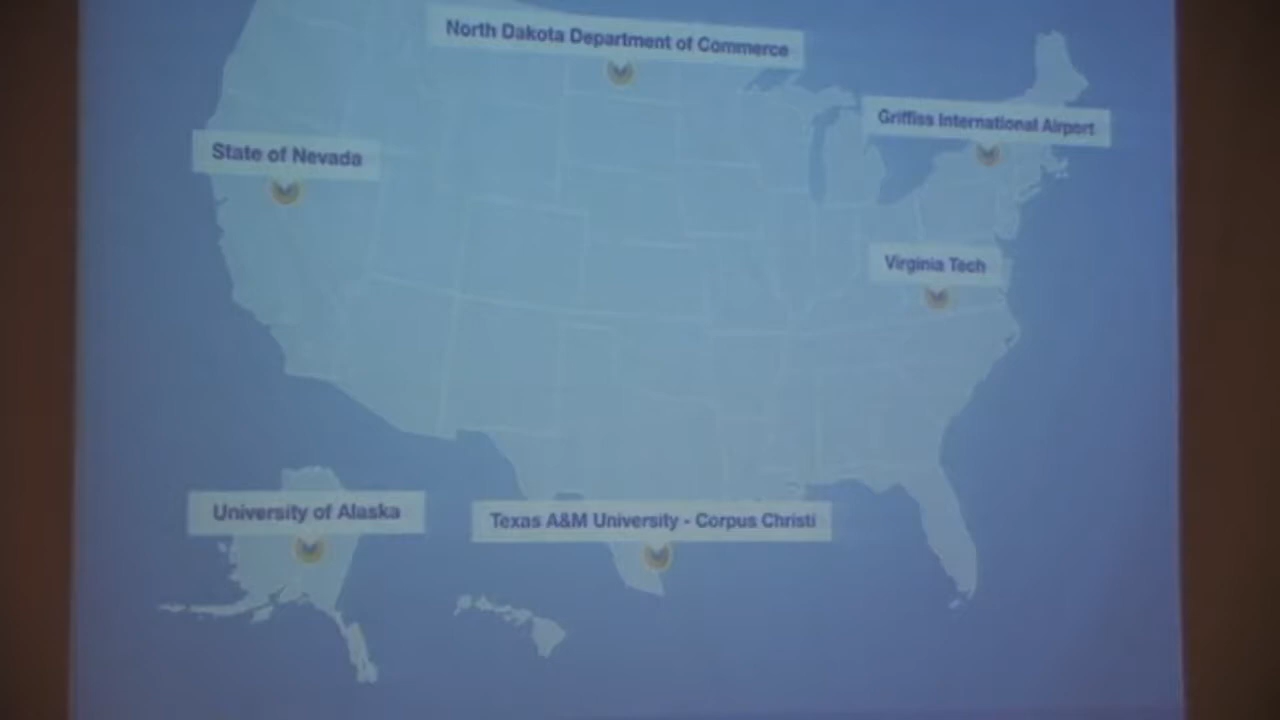 North Dakota Department of Commerce
Griffiss International Airport
State of Nevada
Virginia Tech
University of Alaska
Texas A&M University - Corpus Christi